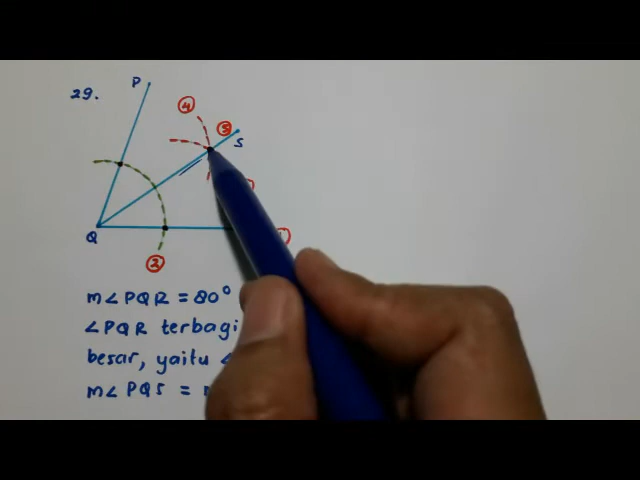 29.
P
④
⑤
S
Q
②
m∠PQR = 80°
∠PQR terbagi
besar, yaitu
m∠PQS =